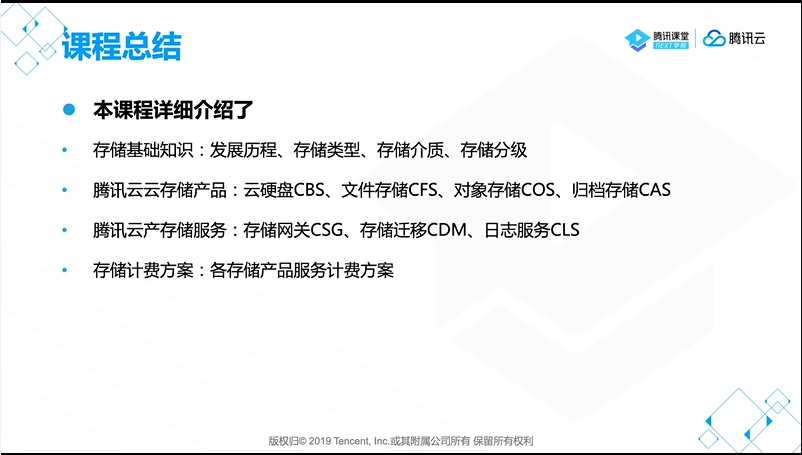 课程总结
腾讯课堂
NEXT学院
腾讯云
本课程详细介绍了
存储基础知识：发展历程、存储类型、存储介质、存储分级
腾讯云云存储产品：云硬盘CBS、文件存储CFS、对象存储COS、归档存储CAS
腾讯云产存储服务：存储网关CSG、存储迁移CDM、日志服务CLS
存储计费方案：各存储产品服务计费方案
版权归© 2019 Tencent, Inc.或其附属公司所有 保留所有权利